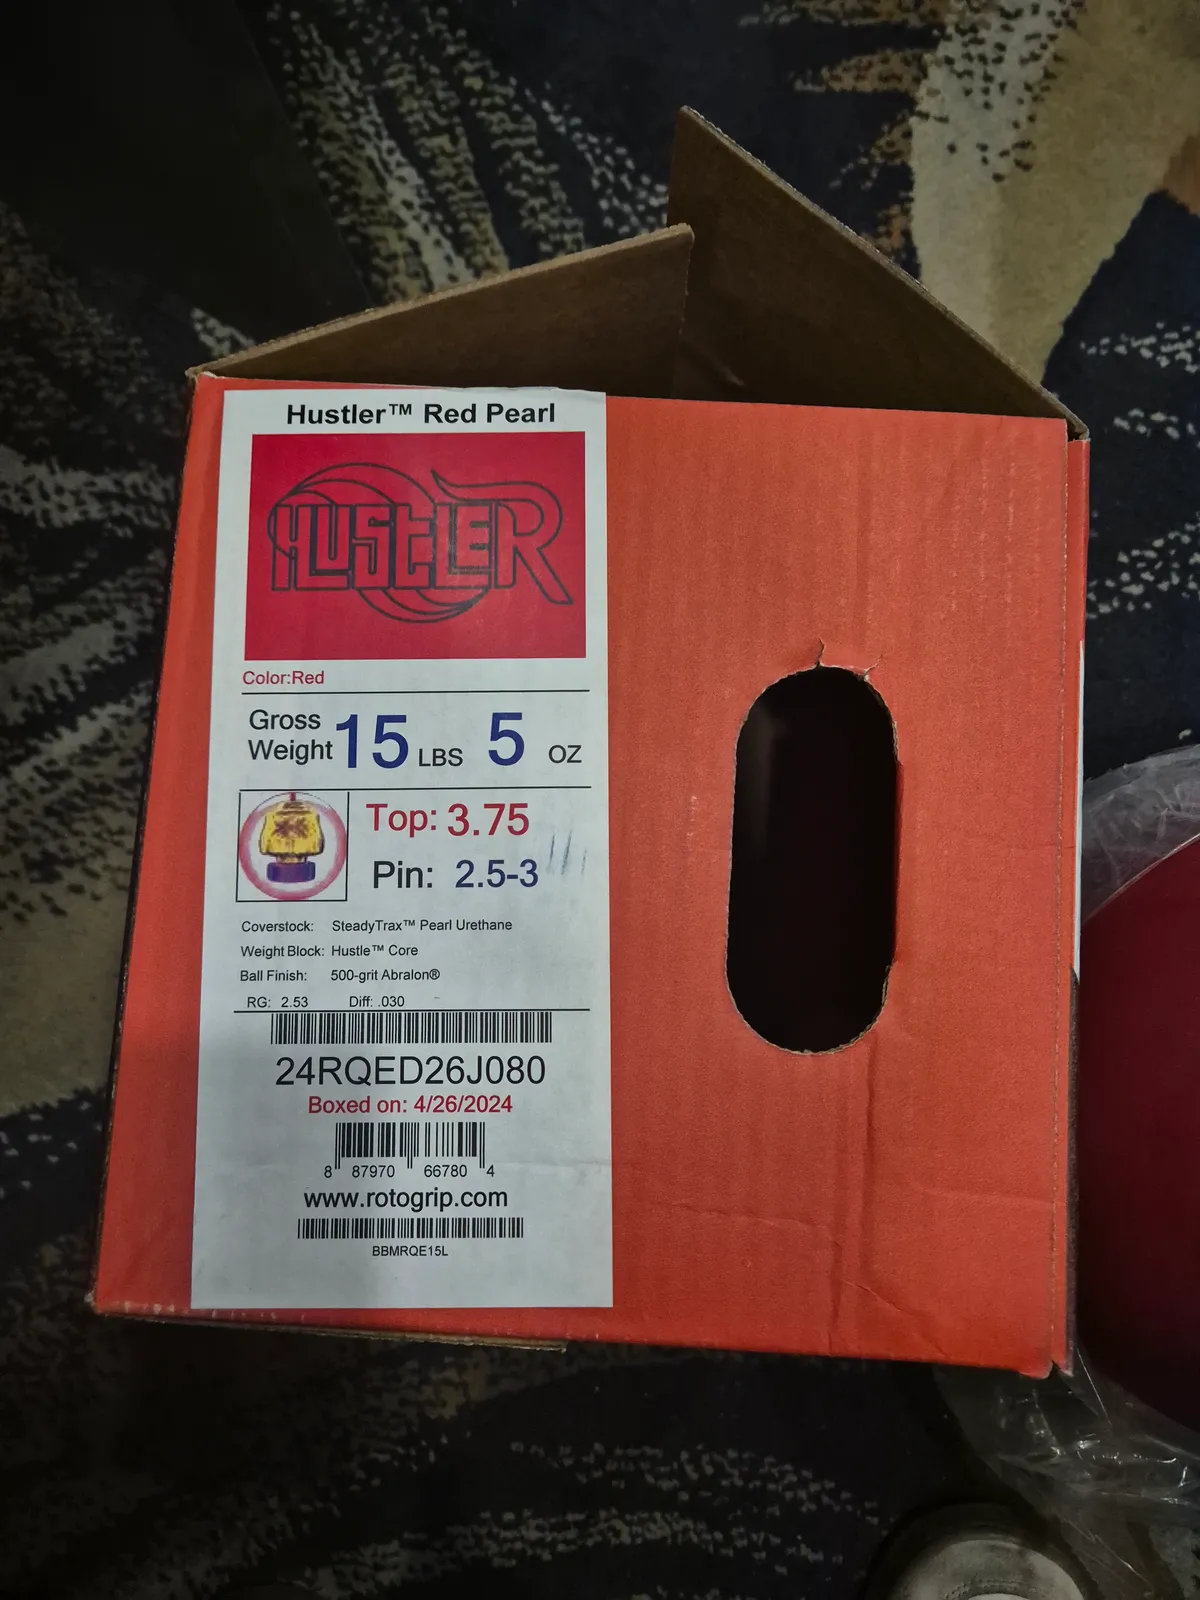 Hustler™ Red Pearl
HUSTLER
Color:Red
Gross Weight 15 LBS 5 OZ
Top: 3.75
Pin: 2.5-3
Coverstock: SteadyTrax™ Pearl Urethane
Weight Block: Hustle™ Core
Ball Finish: 500-grit Abralon®
RG: 2.53 Diff: .030
24RQED26J080
Boxed on: 4/26/2024
8 87970 66780 4
www.rotogrip.com
BBMRQE15L